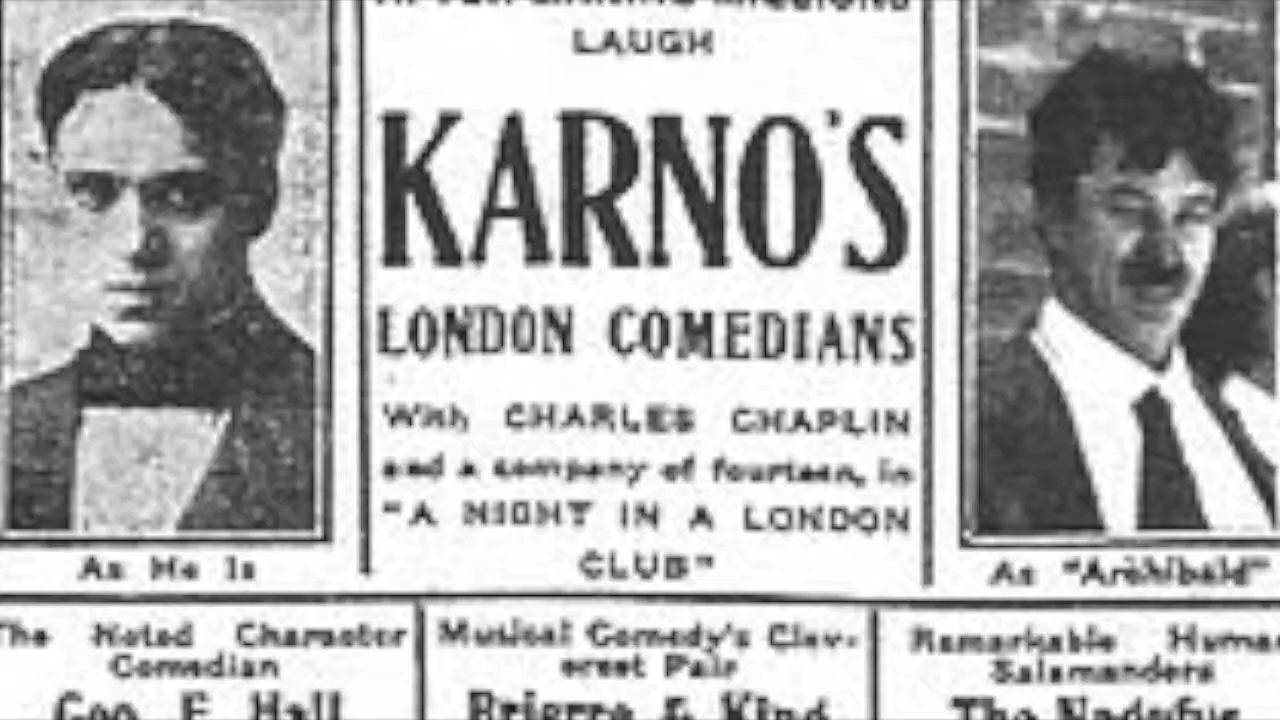 LAUGH
KARNO'S
LONDON COMEDIANS
With CHARLES CHAPLIN
and a company of fourteen, in
"A NIGHT IN A LONDON
CLUB"
As He Is
As "Archibald"
The Noted Character
Comedian
Geo. F. Hall
Musical Comedy's Clev-
erest Pair
Brierre & King
Remarkable Human
Salamanders
The